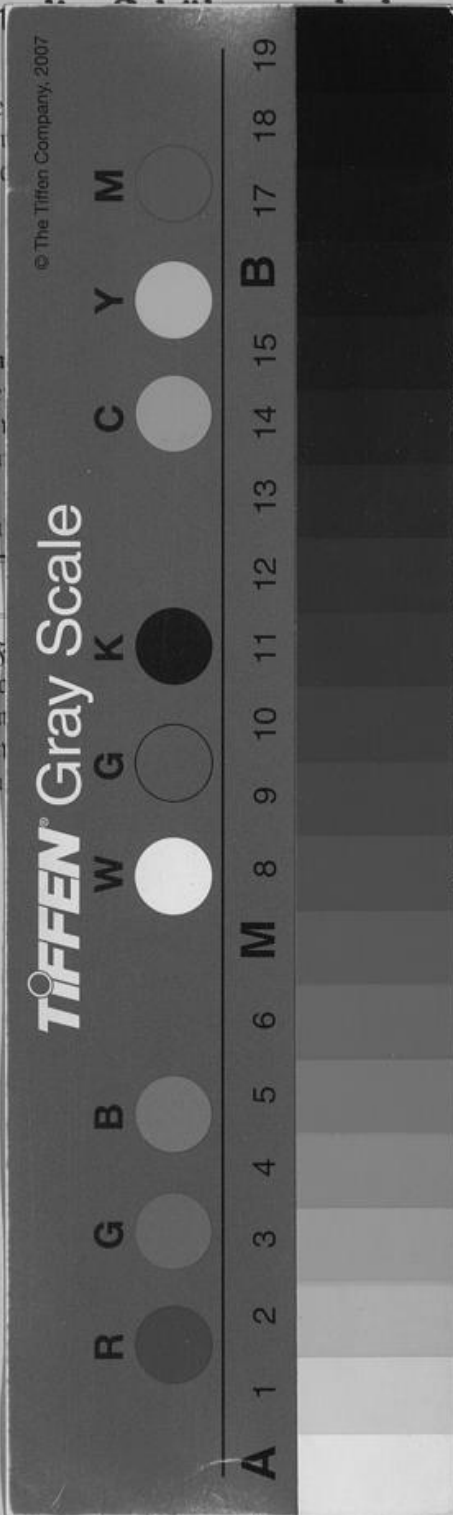 © The Tiffen Company, 2007
TIFFEN® Gray Scale
R G B W G K C Y M
A 1 2 3 4 5 6 M 8 9 10 11 12 13 14 15 B 17 18 19